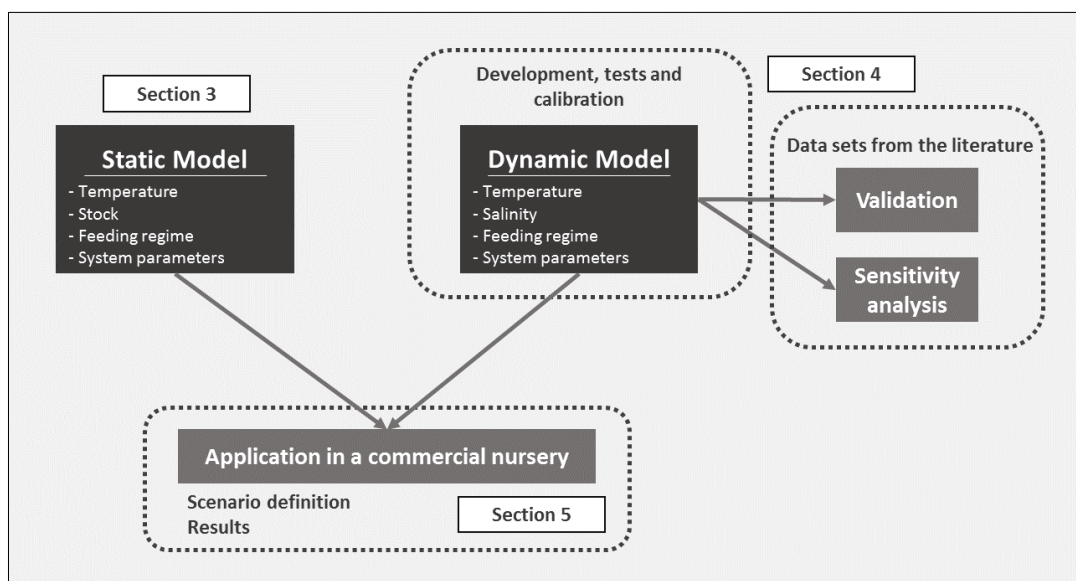 Section 3
Static Model
- Temperature
- Stock
- Feeding regime
- System parameters
Development, tests and
calibration
Dynamic Model
- Temperature
- Salinity
- Feeding regime
- System parameters
Section 4
Data sets from the literature
Validation
Sensitivity
analysis
Application in a commercial nursery
Scenario definition
Results
Section 5